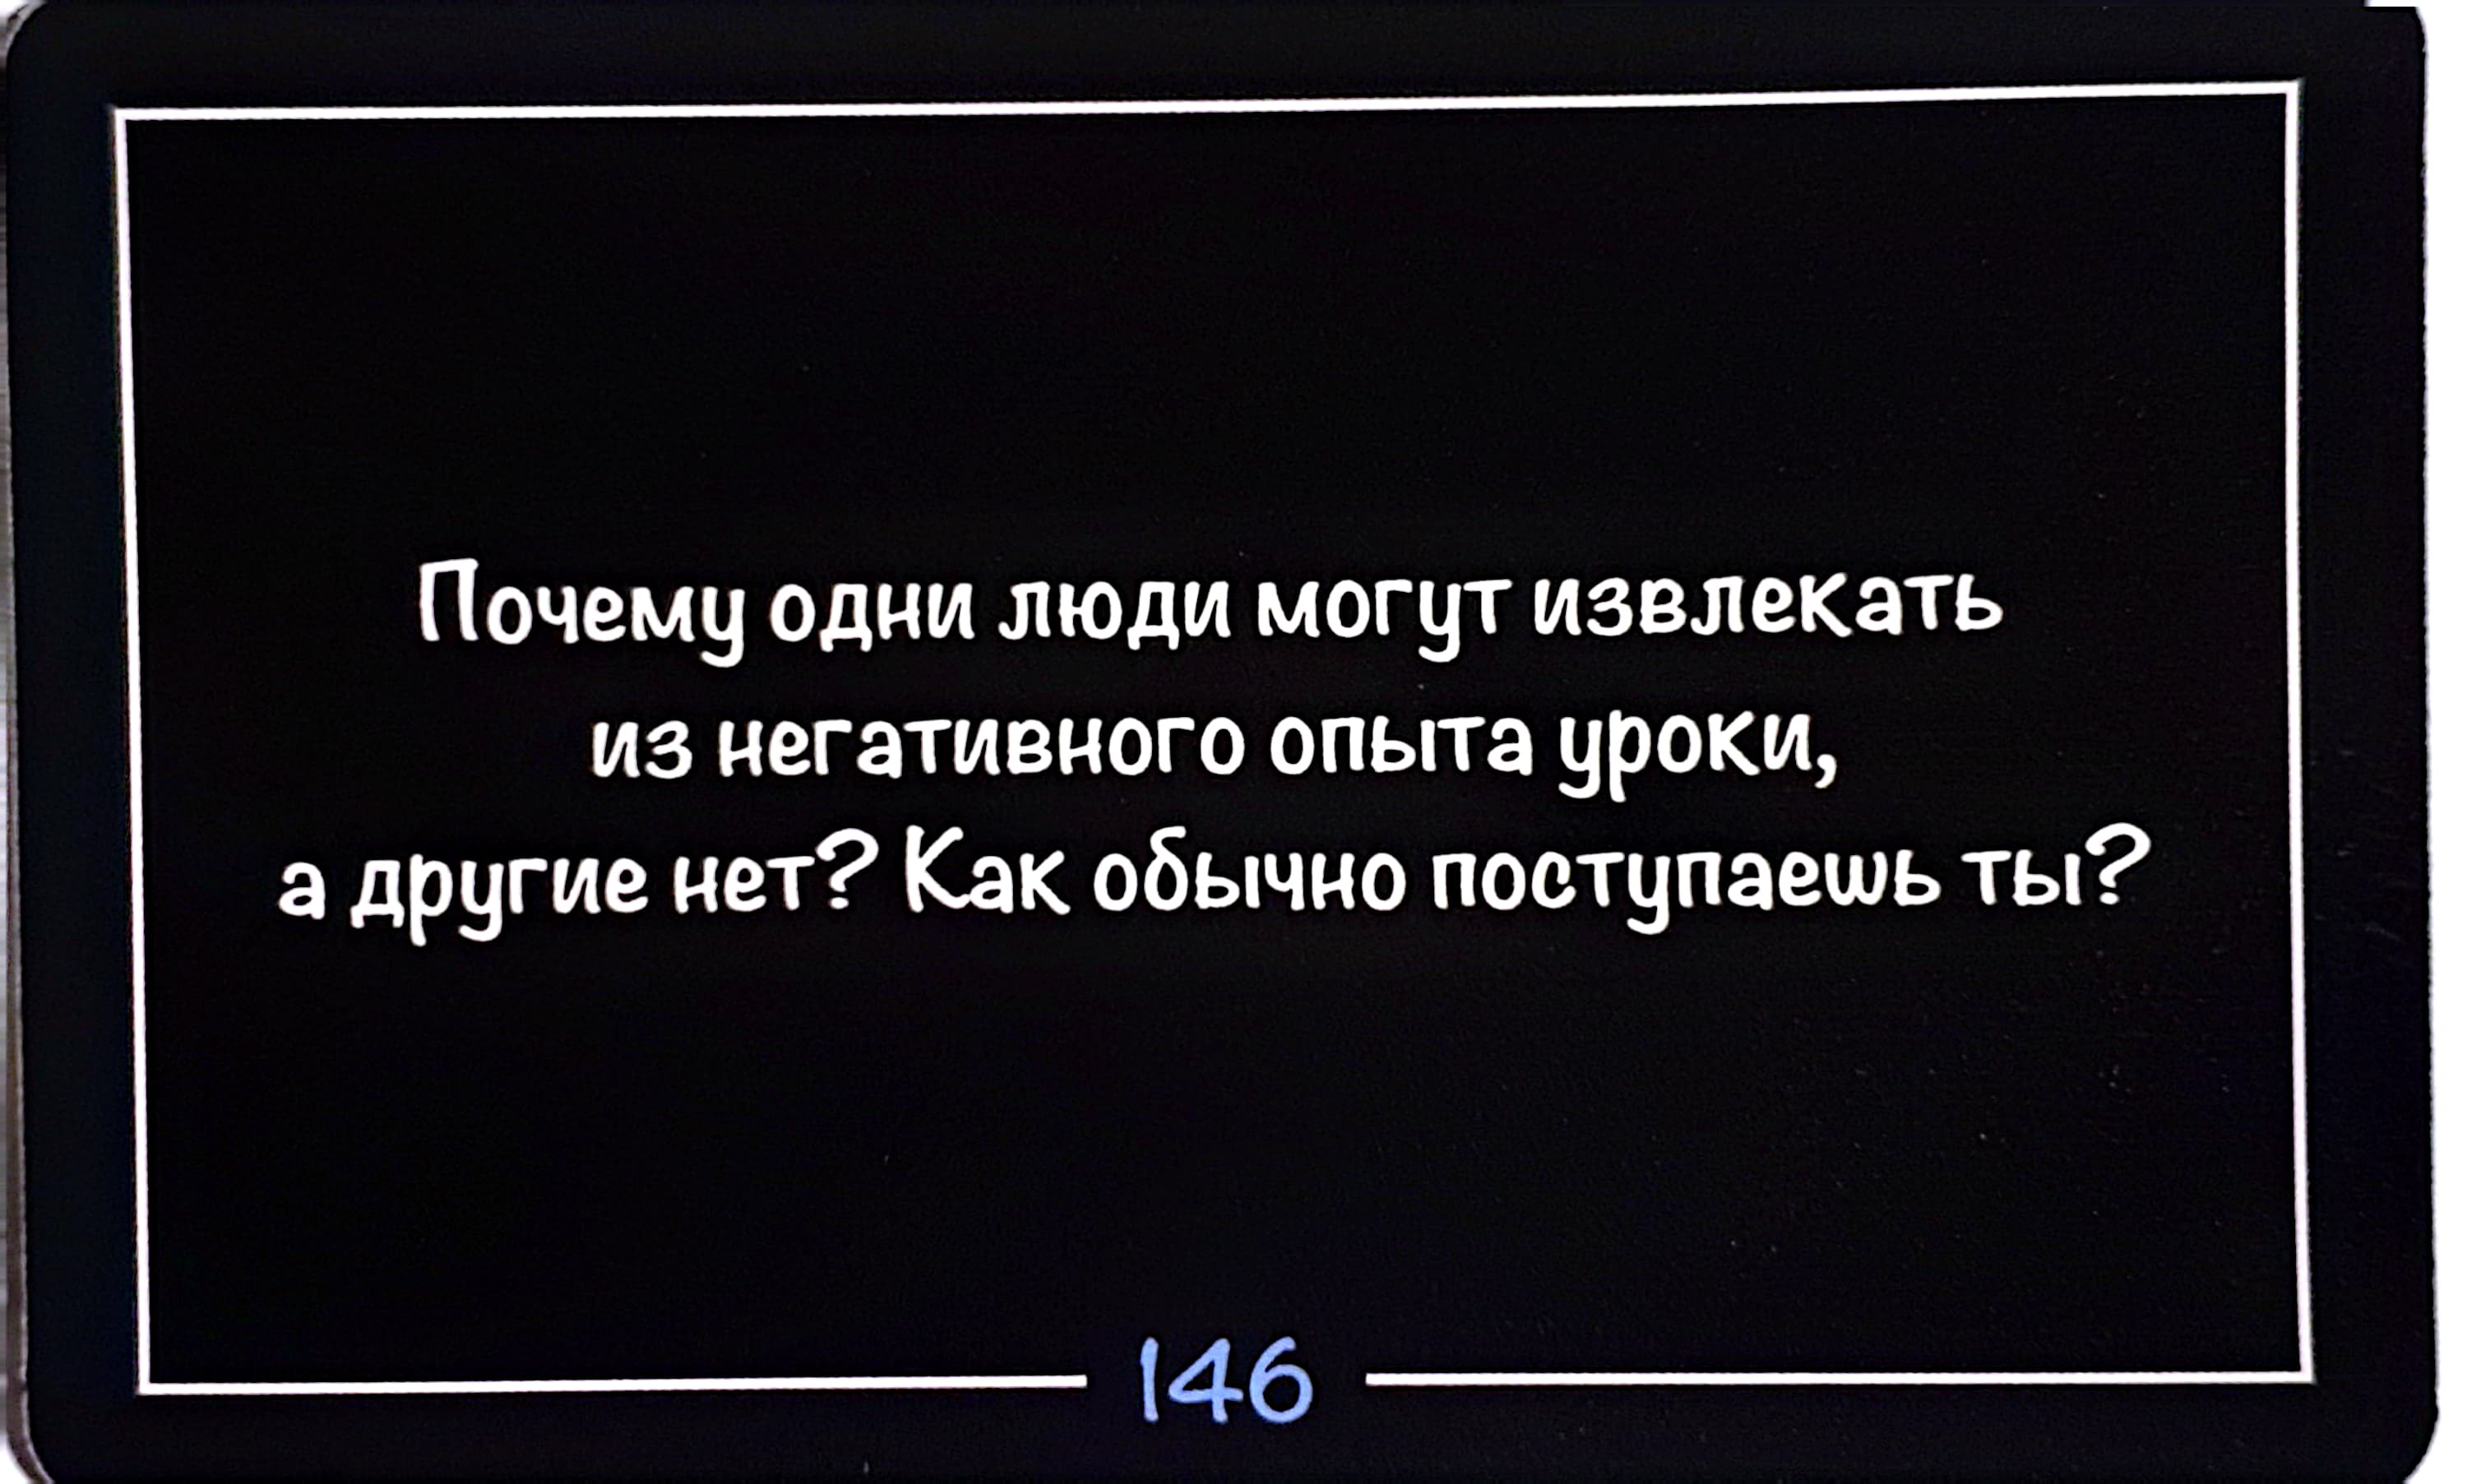 Почему одни люди могут извлекать
из негативного опыта уроки,
а другие нет? Как обычно поступаешь ты?
146